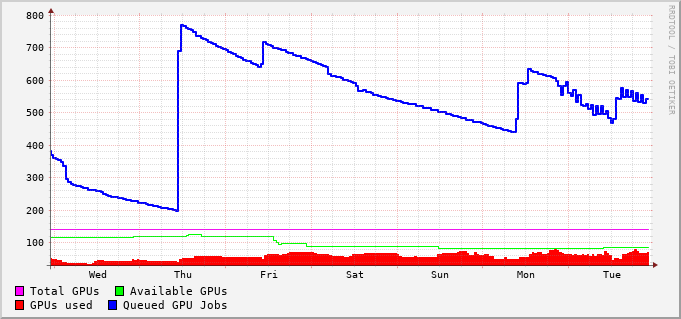 800
700
600
500
400
300
200
100
Wed Thu Fri Sat Sun Mon Tue
Total GPUs Available GPUs
GPUs used Queued GPU Jobs
RRDTOOL / TOBI OETIKER